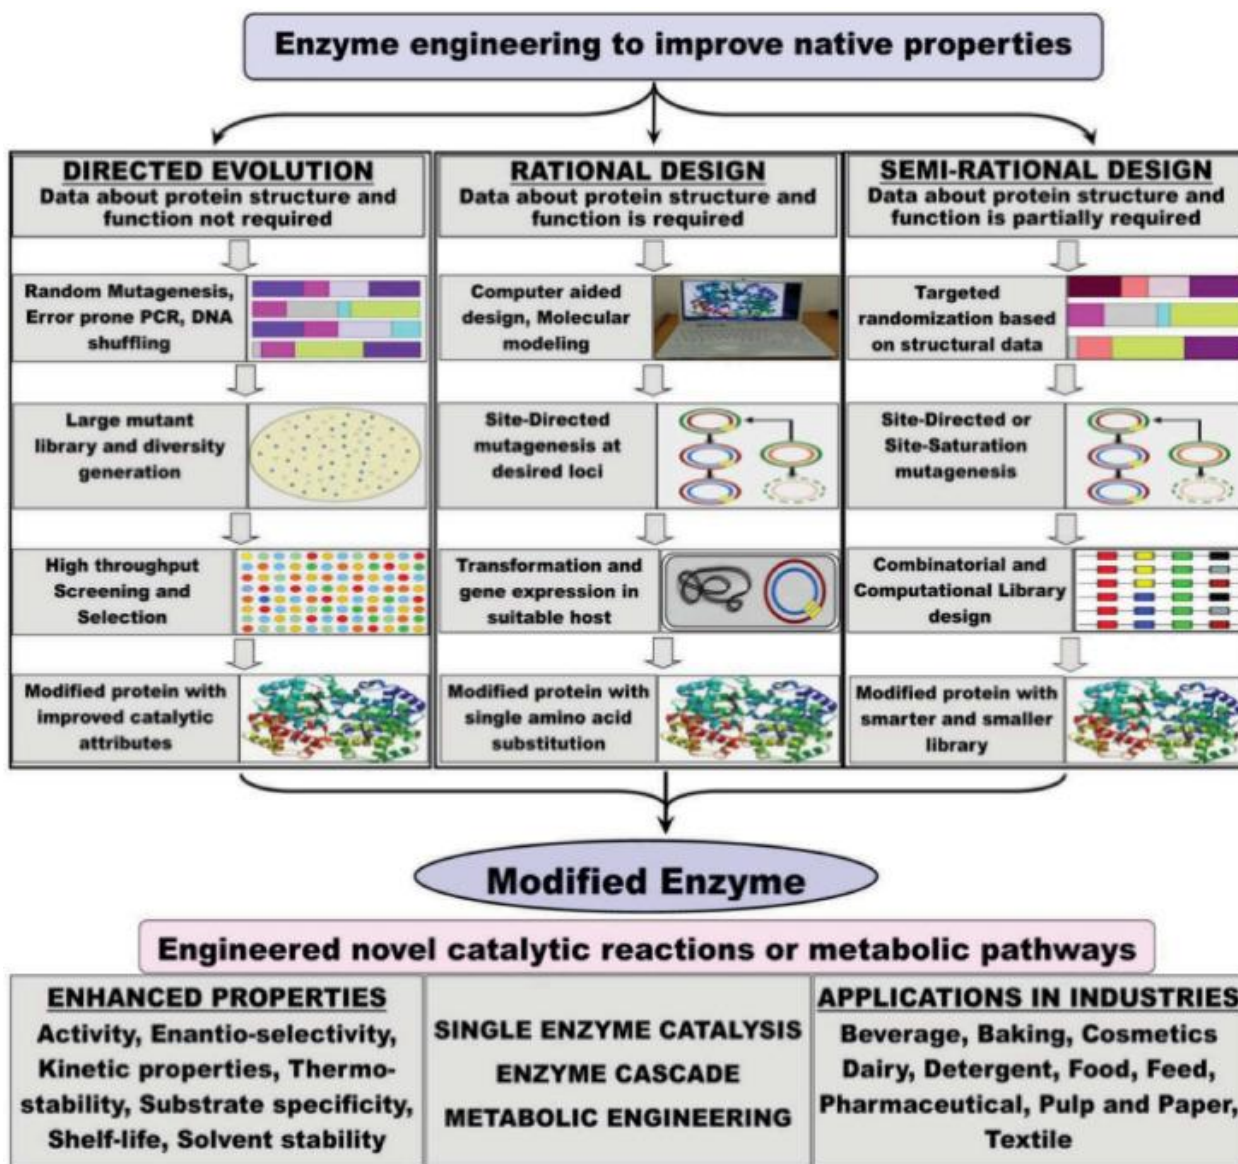 Enzyme engineering to improve native properties
DIRECTED EVOLUTION
Data about protein structure and
function not required
Random Mutagenesis,
Error prone PCR, DNA
shuffling
Large mutant
library and diversity
generation
High throughput
Screening and
Selection
Modified protein with
improved catalytic
attributes
RATIONAL DESIGN
Data about protein structure and
function is required
Computer aided
design, Molecular
modeling
Site-Directed
mutagenesis at
desired loci
Transformation and
gene expression in
suitable host
Modified protein with
single amino acid
substitution
SEMI-RATIONAL DESIGN
Data about protein structure and
function is partially required
Targeted
randomization based
on structural data
Site-Directed or
Site-Saturation
mutagenesis
Combinatorial and
Computational Library
design
Modified protein with
smarter and smaller
library
Modified Enzyme
Engineered novel catalytic reactions or metabolic pathways
ENHANCED PROPERTIES
Activity, Enantio-selectivity,
Kinetic properties, Thermo-
stability, Substrate specificity,
Shelf-life, Solvent stability
SINGLE ENZYME CATALYSIS
ENZYME CASCADE
METABOLIC ENGINEERING
APPLICATIONS IN INDUSTRIES
Beverage, Baking, Cosmetics
Dairy, Detergent, Food, Feed,
Pharmaceutical, Pulp and Paper,
Textile